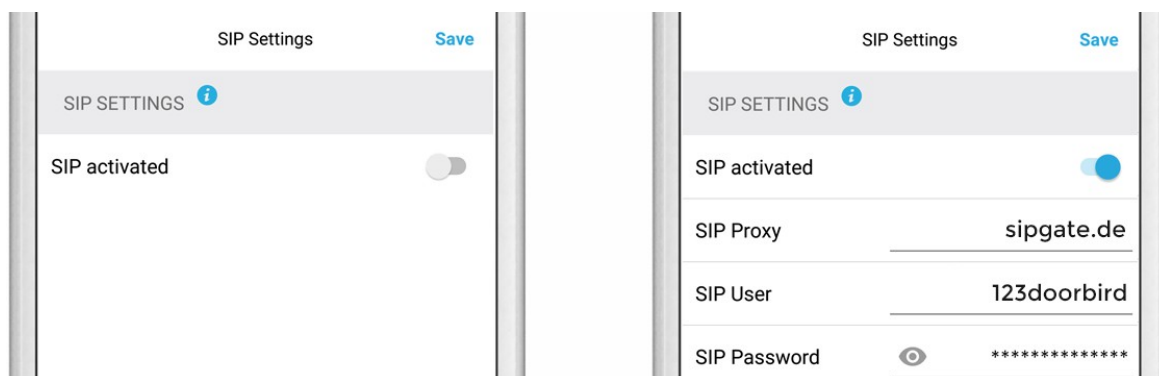 SIP Settings Save
SIP SETTINGS i
SIP activated
SIP Settings Save
SIP SETTINGS i
SIP activated
SIP Proxy sipgate.de
SIP User 123doorbird
SIP Password **************